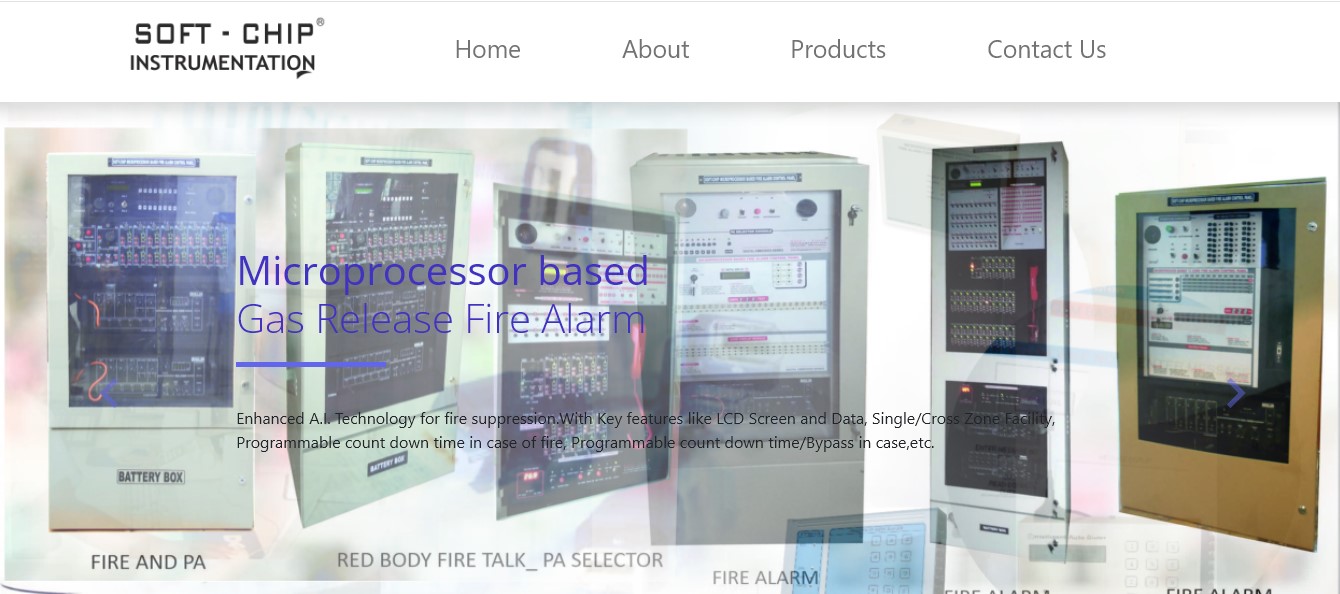 SOFT - CHIP®
INSTRUMENTATION
Home About Products Contact Us
Microprocessor based
Gas Release Fire Alarm
Enhanced A.I. Technology for fire suppression.With Key features like LCD Screen and Data, Single/Cross Zone Facility,
Programmable count down time in case of fire, Programmable count down time/Bypass in case,etc.
BATTERY BOX
BATTERY BOX
FIRE AND PA
RED BODY FIRE TALK_ PA SELECTOR
FIRE ALARM
FIRE ALARM
FIRE ALARM